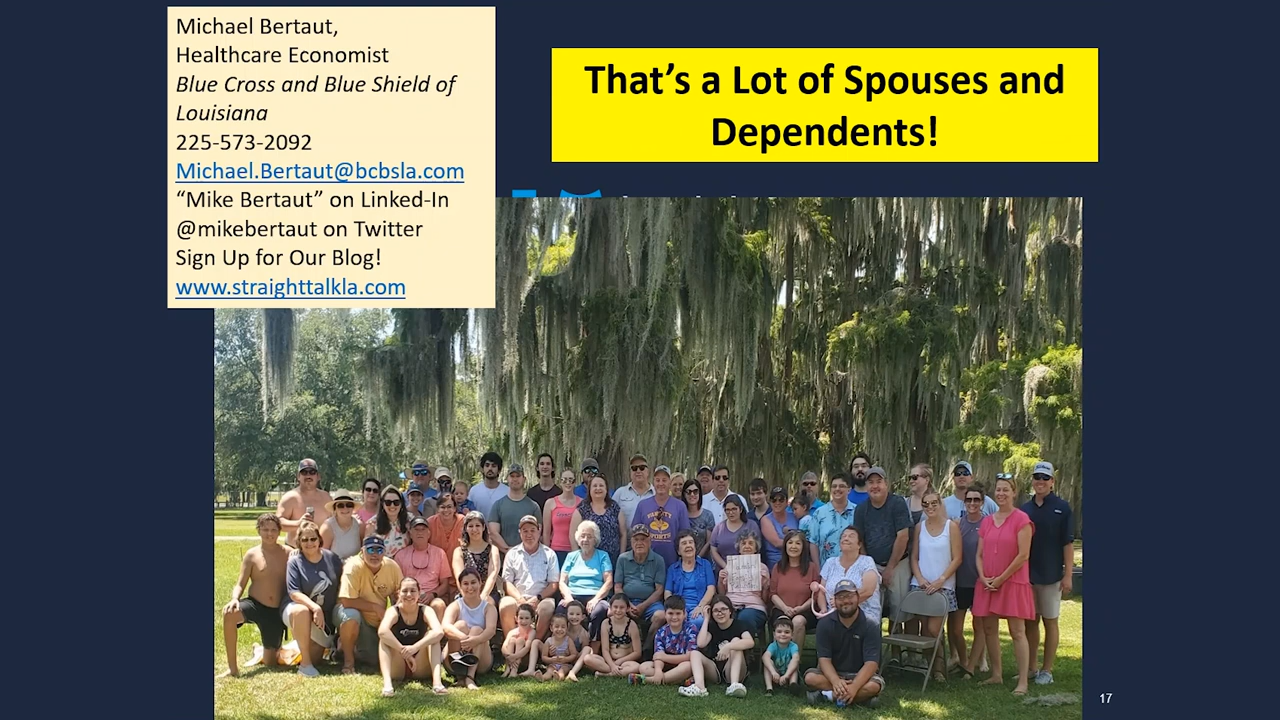 Michael Bertaut,
Healthcare Economist
Blue Cross and Blue Shield of
Louisiana
225-573-2092
Michael.Bertaut@bcbsla.com
“Mike Bertaut” on Linked-In
@mikebertaut on Twitter
Sign Up for Our Blog!
www.straighttalkla.com
That’s a Lot of Spouses and
Dependents!
17